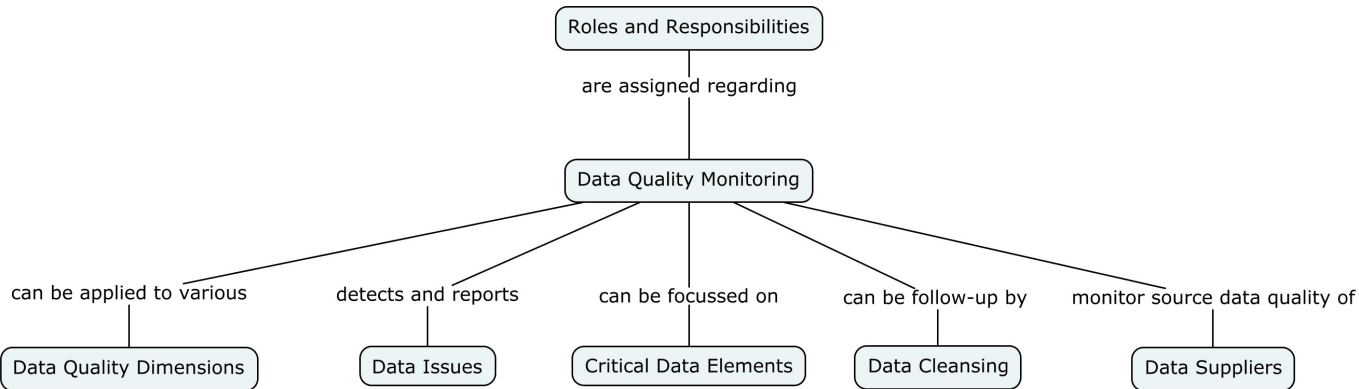 Roles and Responsibilities
are assigned regarding
Data Quality Monitoring
can be applied to various
detects and reports
can be focussed on
can be follow-up by
monitor source data quality of
Data Quality Dimensions
Data Issues
Critical Data Elements
Data Cleansing
Data Suppliers